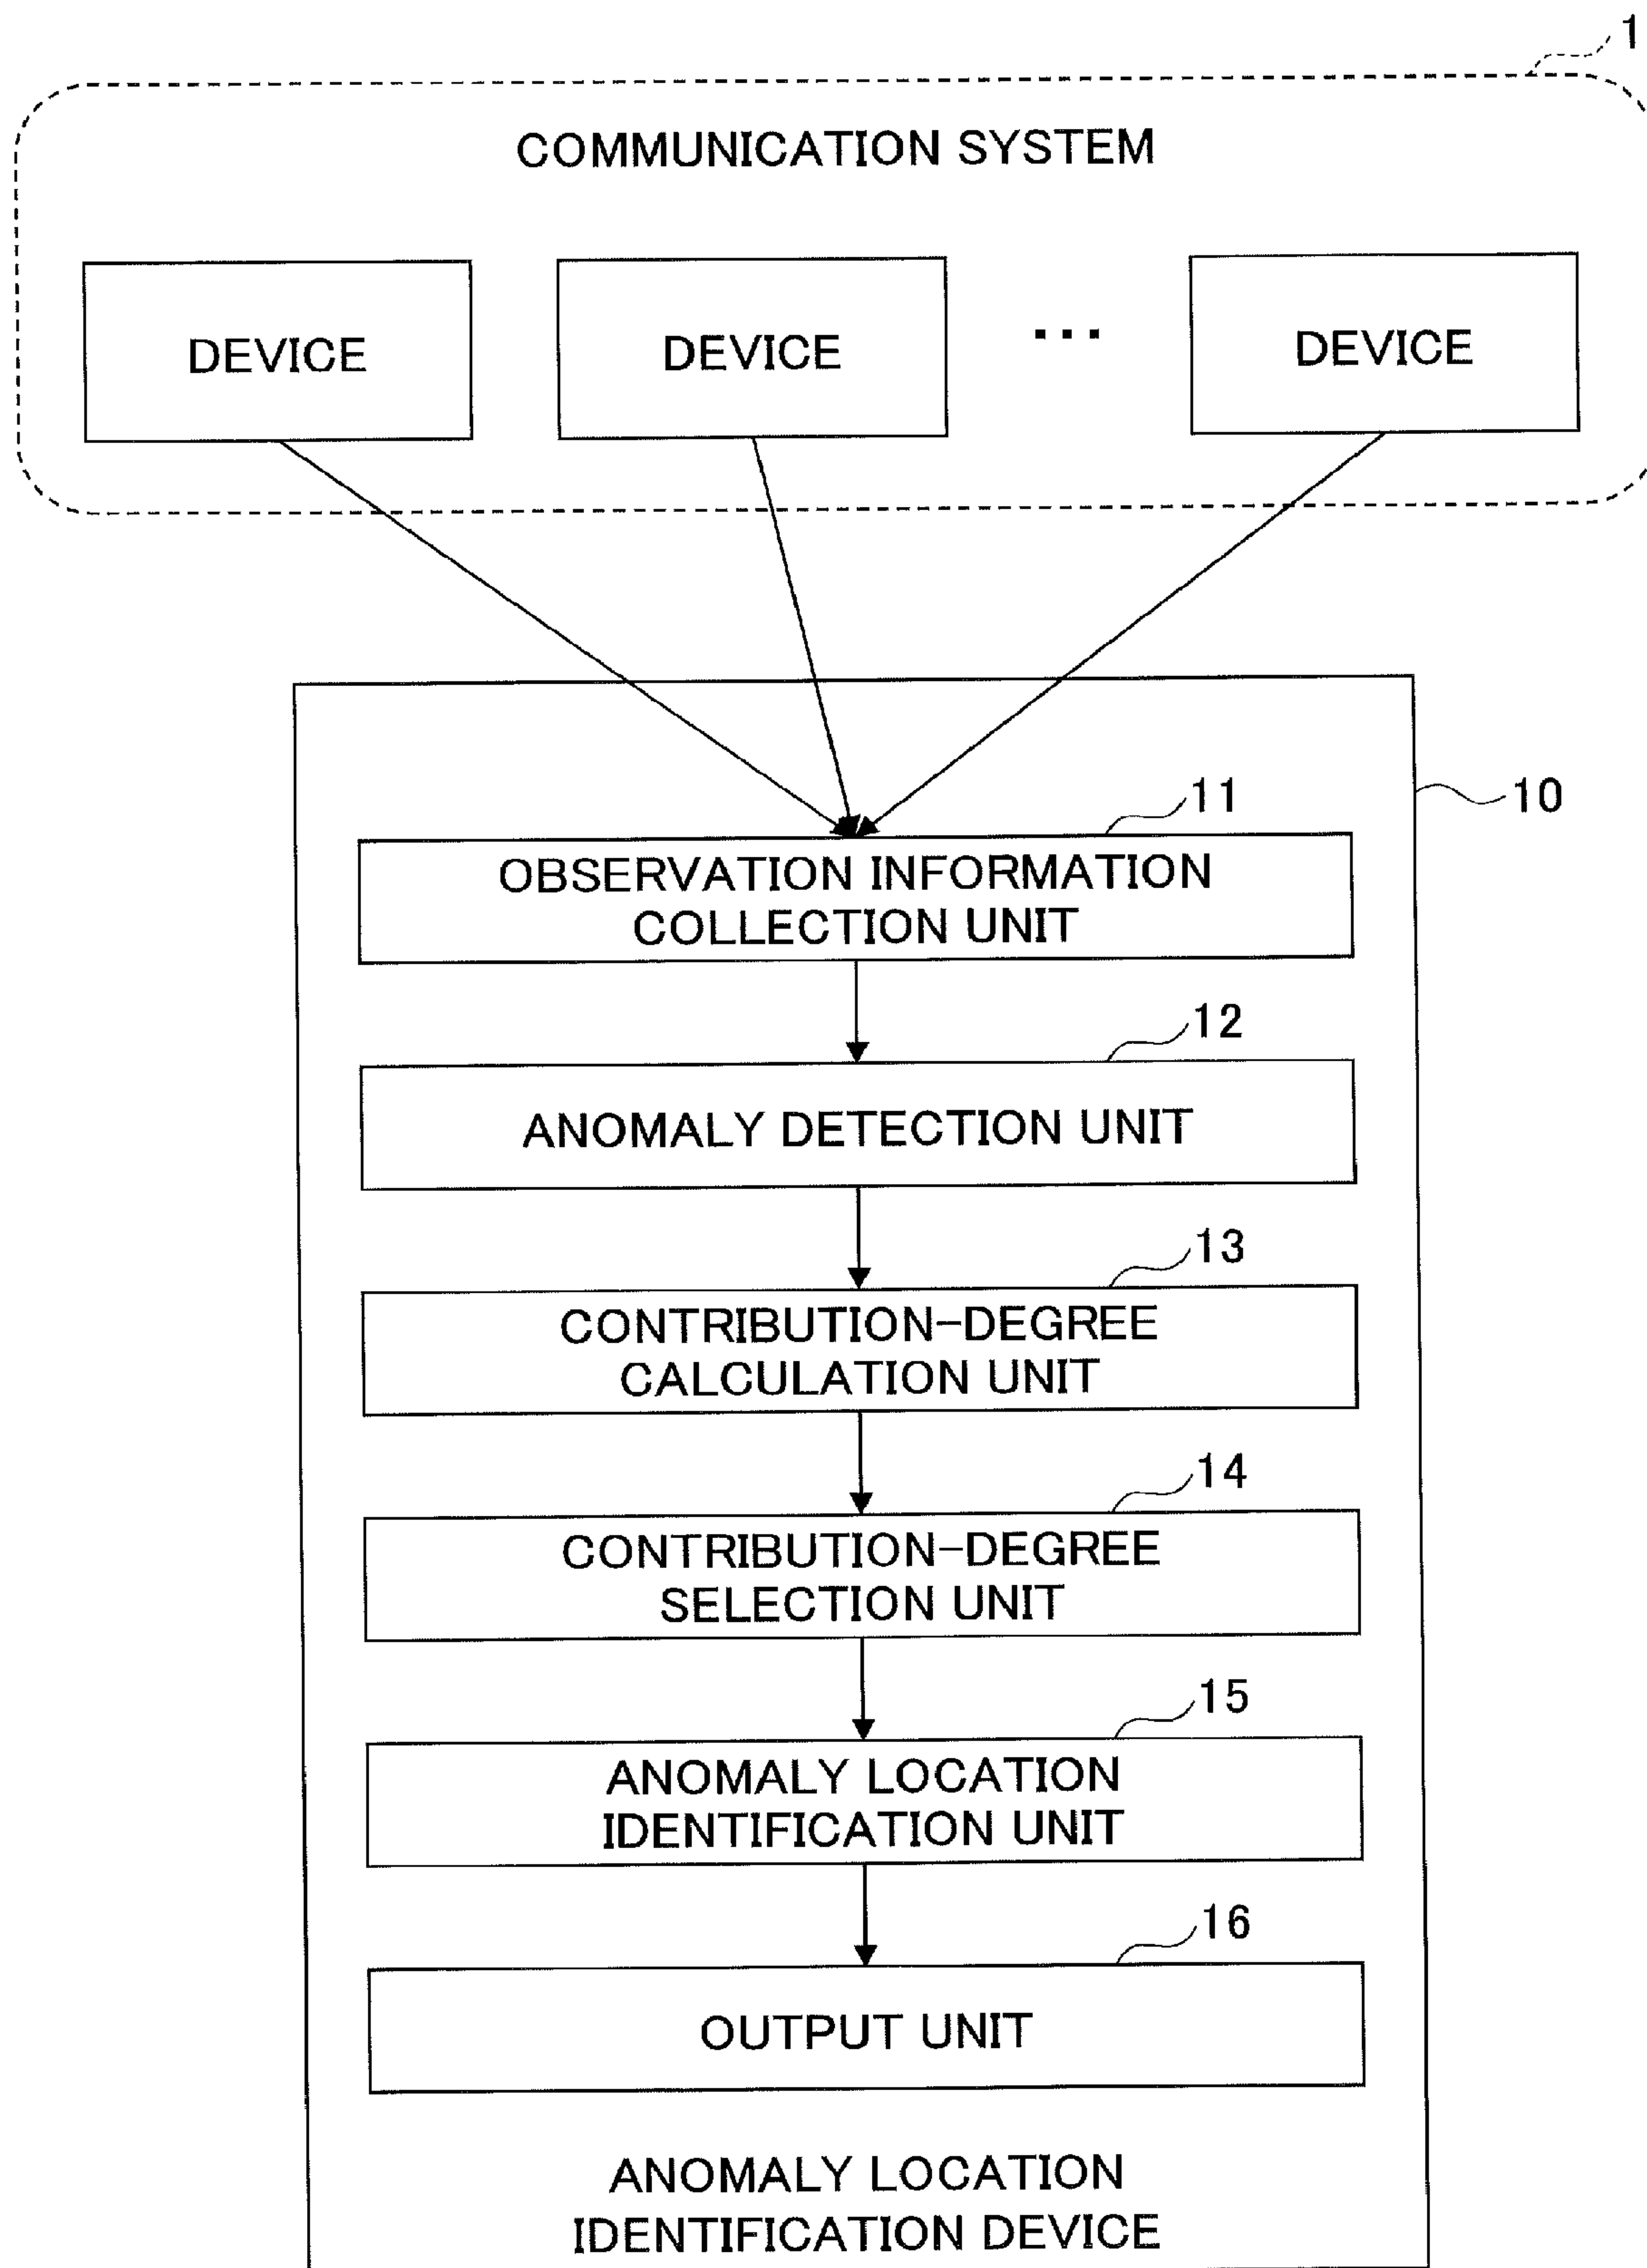 1
COMMUNICATION SYSTEM
DEVICE
DEVICE
...
DEVICE
10
11
OBSERVATION INFORMATION
COLLECTION UNIT
12
ANOMALY DETECTION UNIT
13
CONTRIBUTION-DEGREE
CALCULATION UNIT
14
CONTRIBUTION-DEGREE
SELECTION UNIT
15
ANOMALY LOCATION
IDENTIFICATION UNIT
16
OUTPUT UNIT
ANOMALY LOCATION
IDENTIFICATION DEVICE